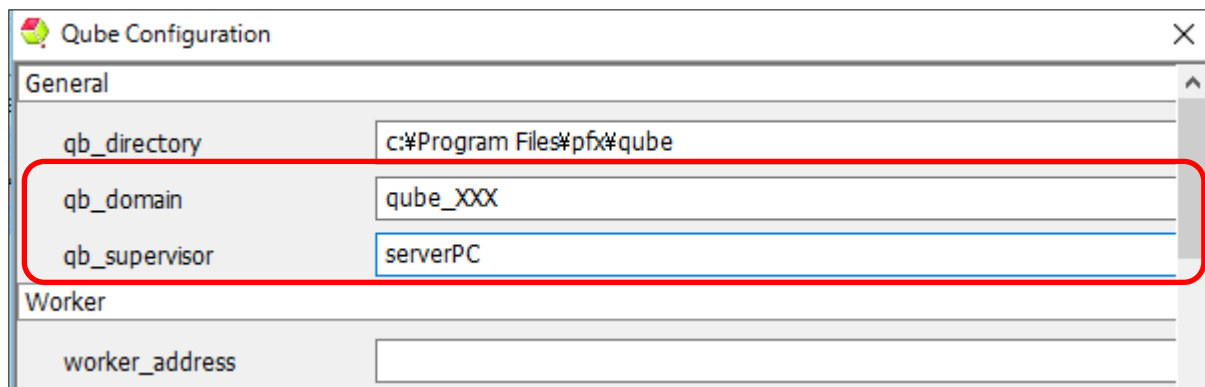 Qube Configuration
General
qb_directory c:¥Program Files¥pfx¥qube
qb_domain qube_XXX
qb_supervisor serverPC
Worker
worker_address